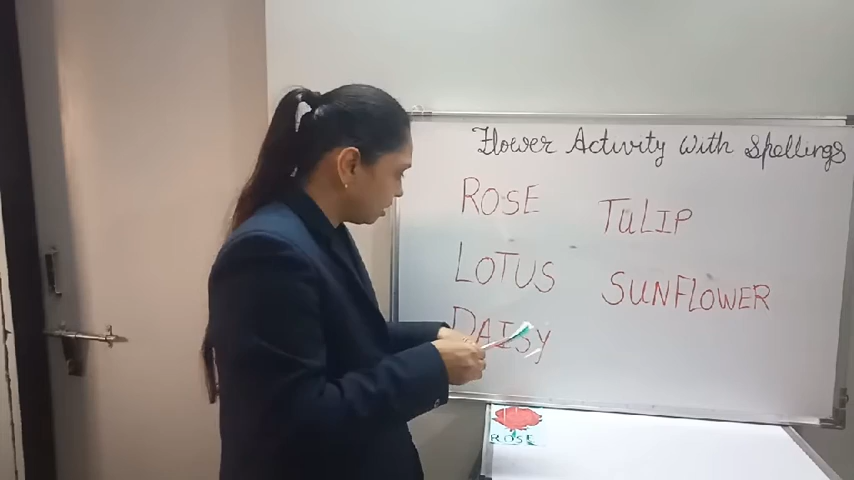 Flower Activity With Spellings
ROSE
TULIP
LOTUS
SUNFLOWER
DAISY
ROSE